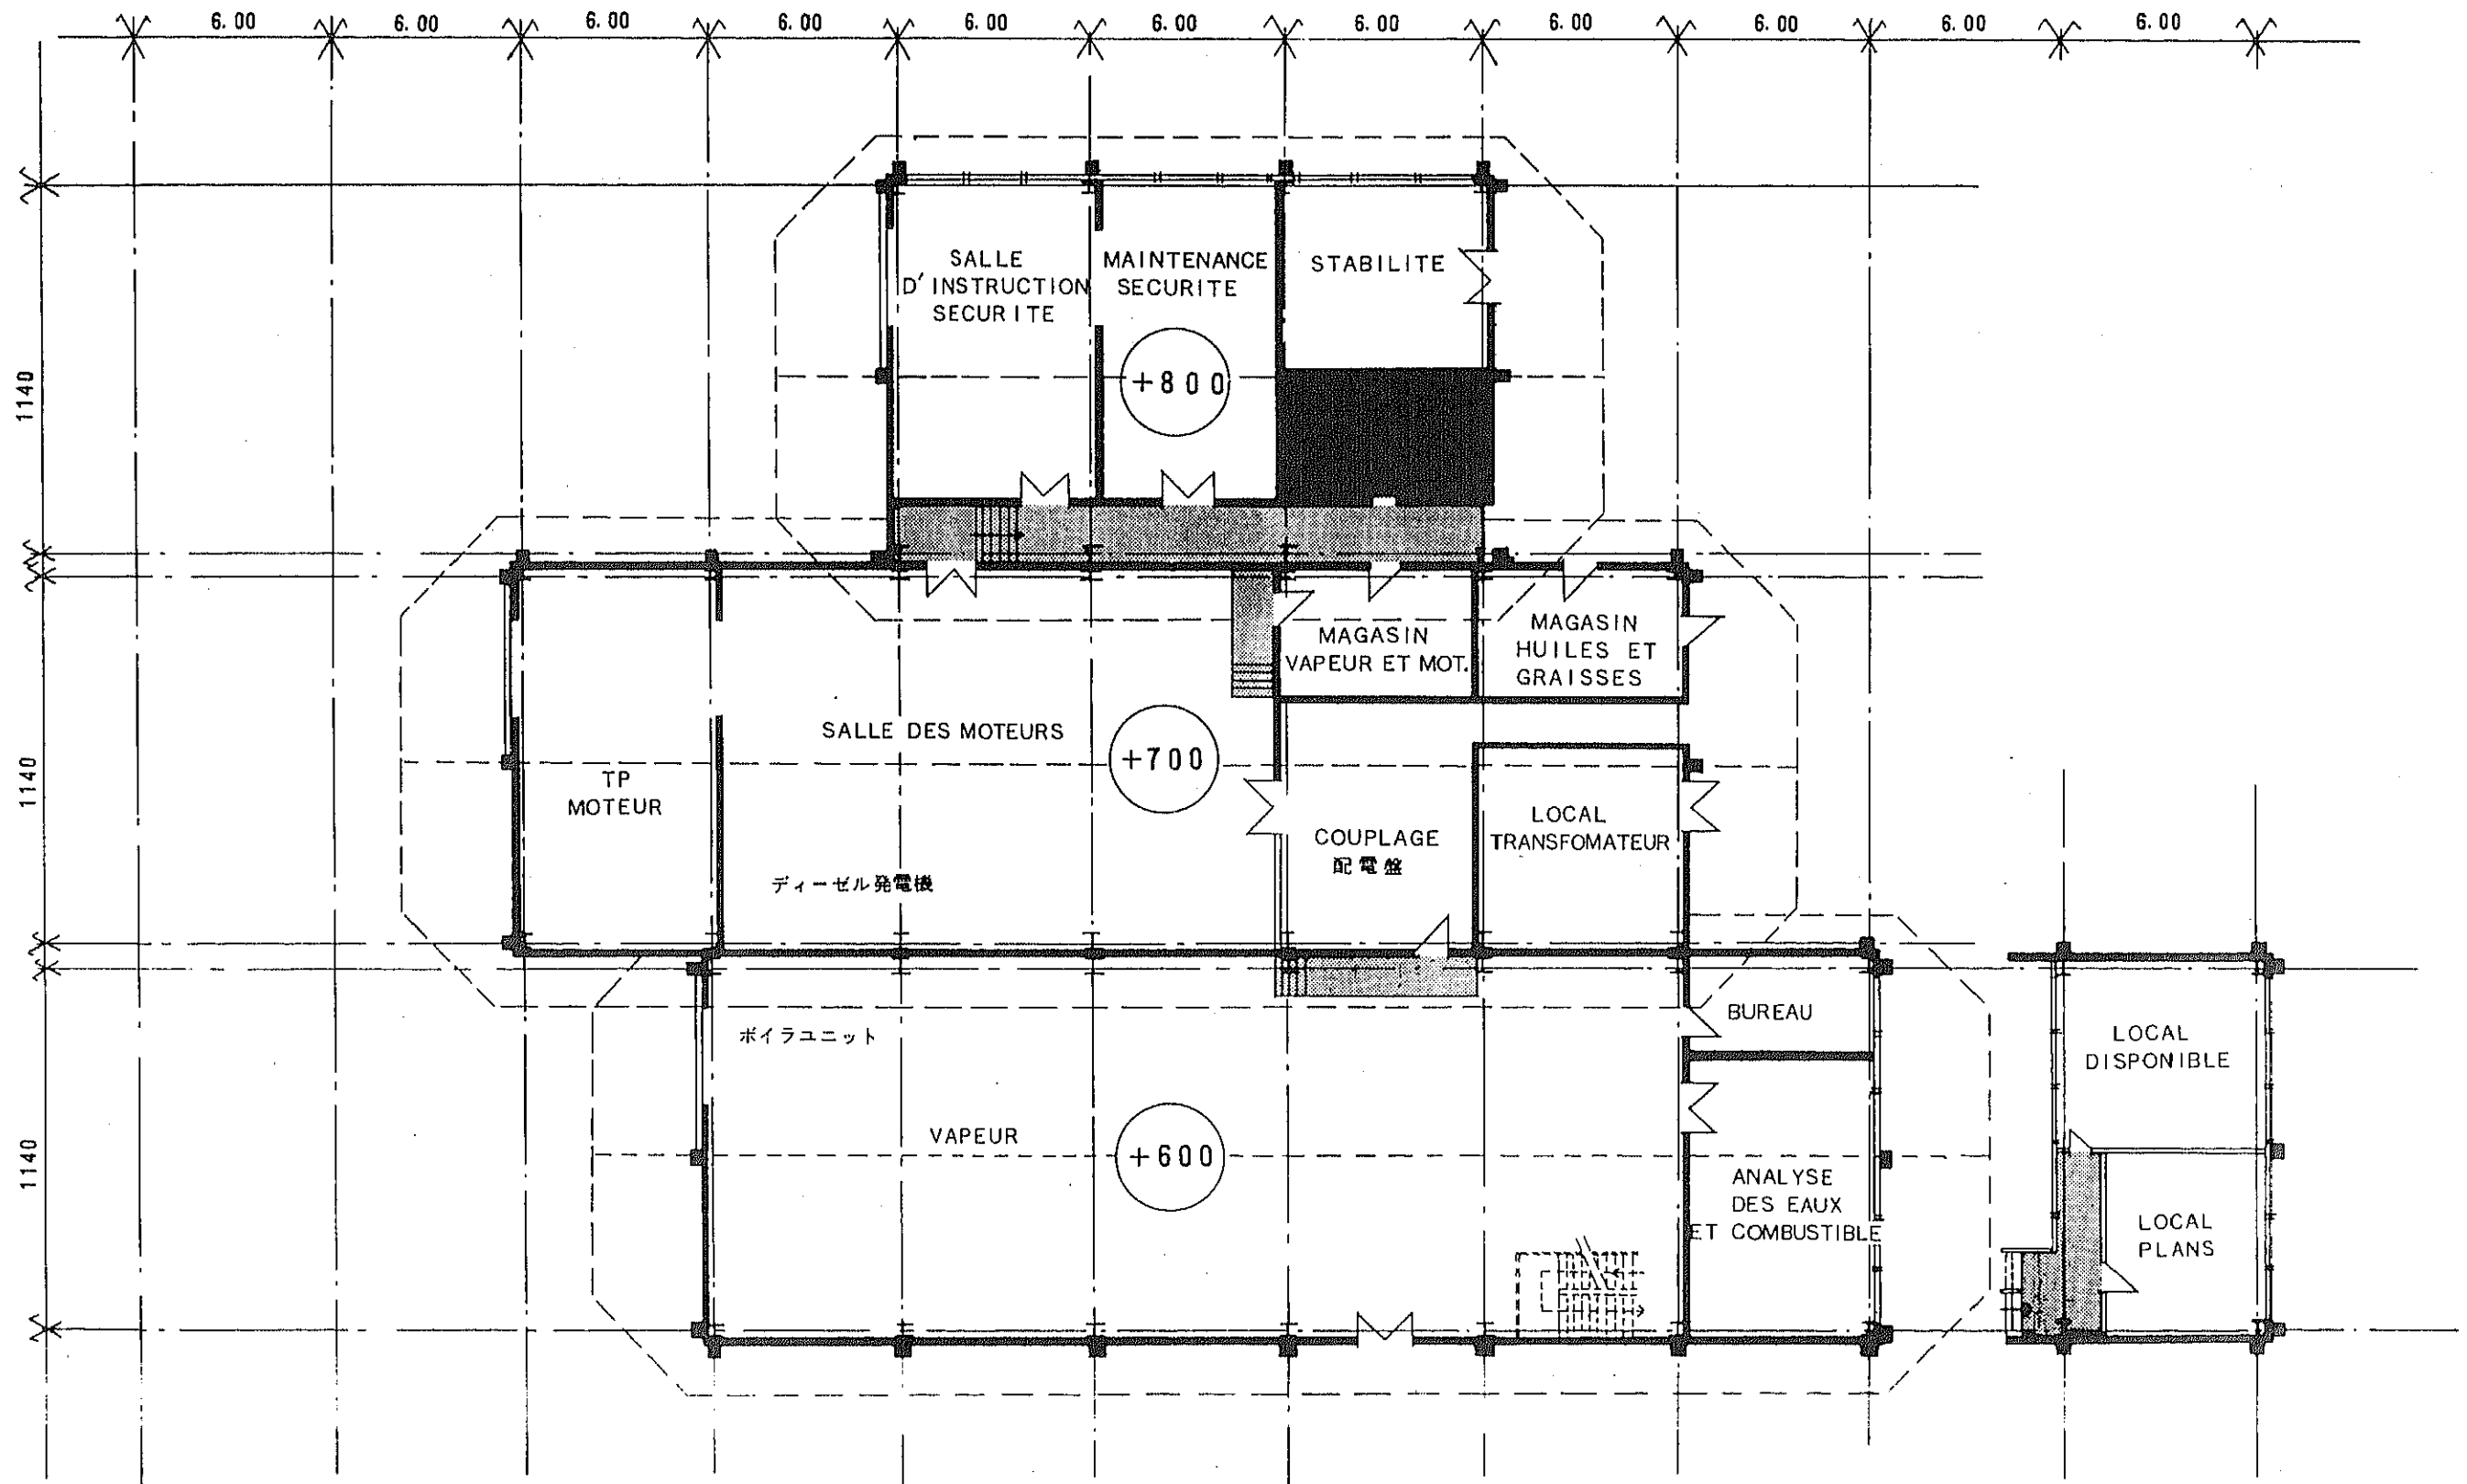 6.00 6.00 6.00 6.00 6.00 6.00 6.00 6.00 6.00 6.00 6.00
SALLE
D'INSTRUCTION
SECURITE
MAINTENANCE
SECURITE
STABILITE
+800
1140
MAGASIN
VAPEUR ET MOT.
MAGASIN
HUILES ET
GRAISSES
SALLE DES MOTEURS
+700
TP
MOTEUR
1140
COUPLAGE
配電盤
LOCAL
TRANSFOMATEUR
ディーゼル発電機
BUREAU
ボイラユニット
LOCAL
DISPONIBLE
VAPEUR
+600
1140
ANALYSE
DES EAUX
ET COMBUSTIBLE
LOCAL
PLANS